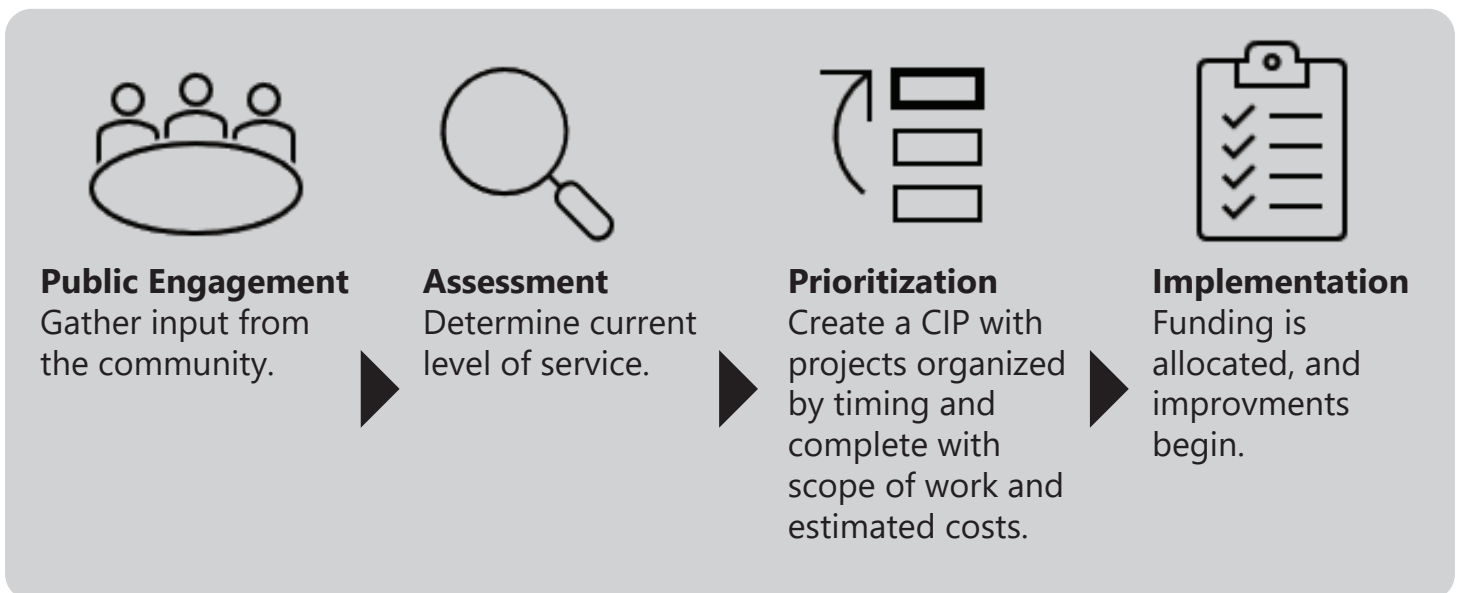 Public Engagement
Gather input from
the community.
Assessment
Determine current
level of service.
Prioritization
Create a CIP with
projects organized
by timing and
complete with
scope of work and
estimated costs.
Implementation
Funding is
allocated, and
improvments
begin.